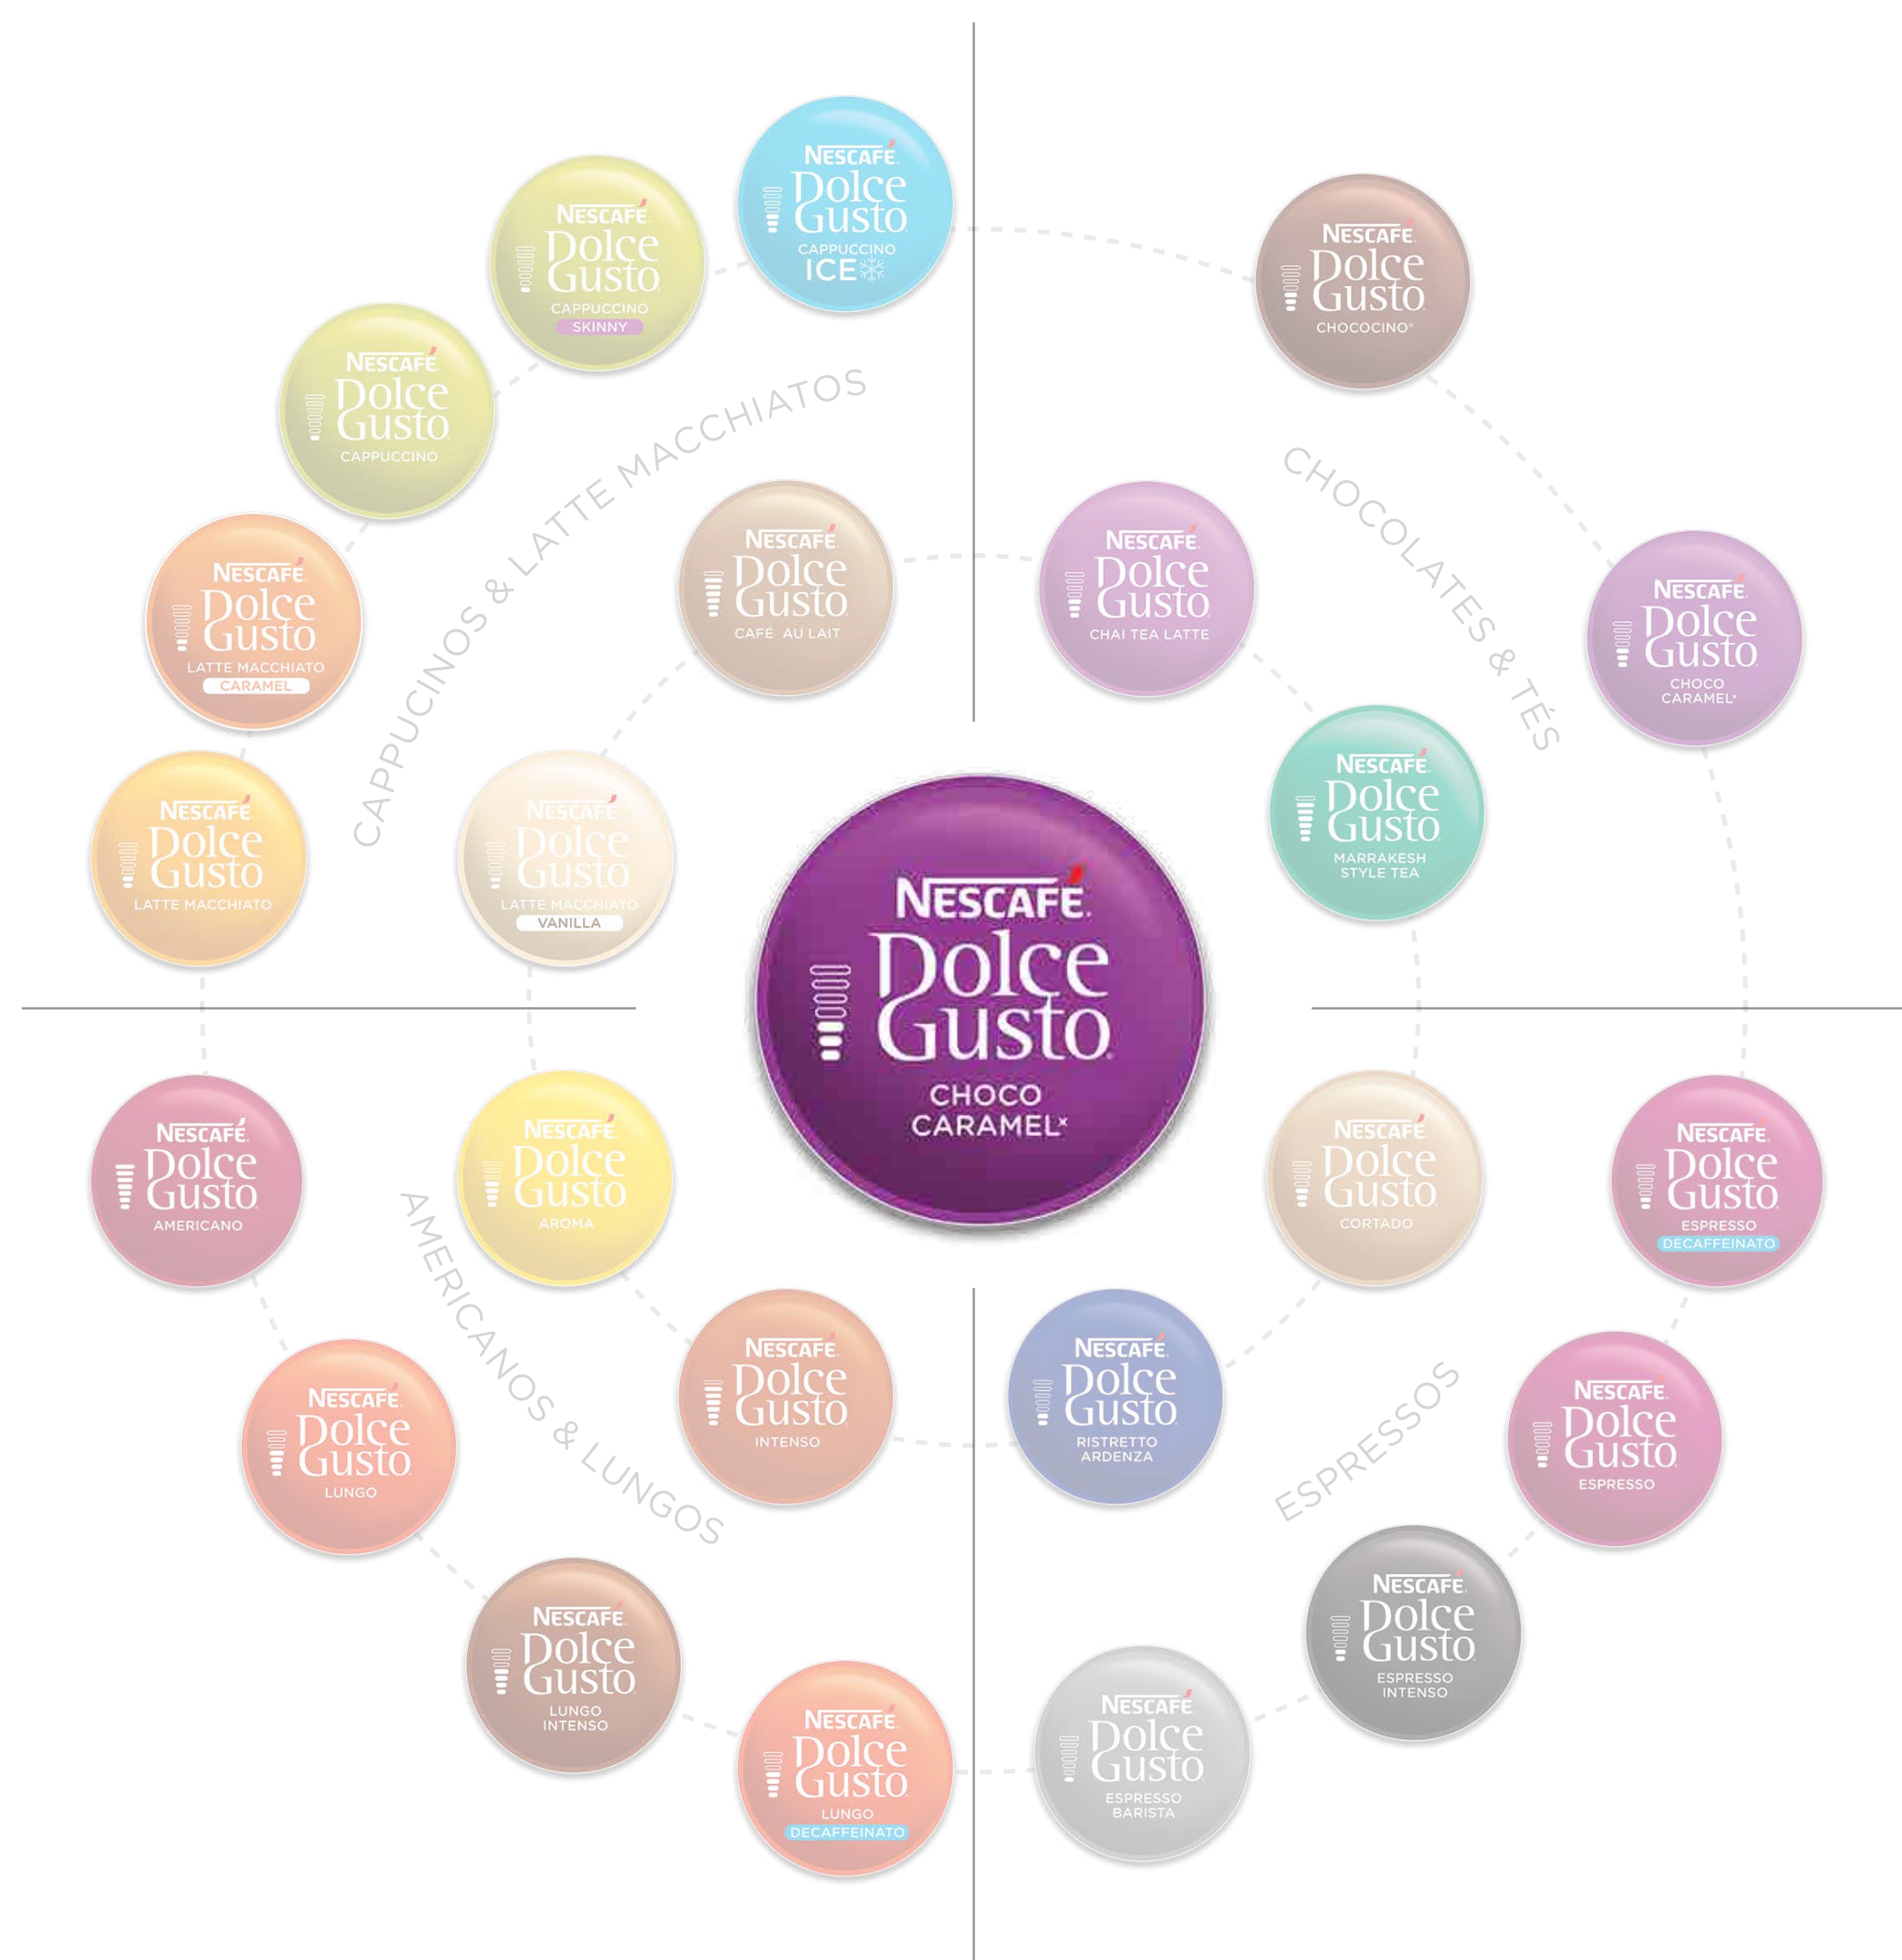 NESCAFÉ.
Dolce
Gusto
CAPPUCCINO
ICE
NESCAFÉ.
Dolce
Gusto
CAPPUCCINO
SKINNY
NESCAFÉ.
Dolce
Gusto
CAPPUCCINO
NESCAFÉ.
Dolce
Gusto
LATTE MACCHIATO
CARAMEL
NESCAFÉ.
Dolce
Gusto
LATTE MACCHIATO
CAPPUCINOS & LATTE MACCHIATOS
NESCAFÉ.
Dolce
Gusto
CAFÉ AU LAIT
NESCAFÉ.
Dolce
Gusto
LATTE MACCHIATO
VANILLA
NESCAFÉ.
Dolce
Gusto
CHOCOCINO*
NESCAFÉ.
Dolce
Gusto
CHOCO
CARAMEL*
CHOCOLATES & TÉS
NESCAFÉ.
Dolce
Gusto
CHAI TEA LATTE
NESCAFÉ.
Dolce
Gusto
MARRAKESH
STYLE TEA
NESCAFÉ.
Dolce
Gusto
CHOCO
CARAMEL*
NESCAFÉ.
Dolce
Gusto
AMERICANO
NESCAFÉ.
Dolce
Gusto
AROMA
AMERICANOS & LUNGOS
NESCAFÉ.
Dolce
Gusto
INTENSO
NESCAFÉ.
Dolce
Gusto
LUNGO
NESCAFÉ.
Dolce
Gusto
LUNGO
INTENSO
NESCAFÉ.
Dolce
Gusto
LUNGO
DECAFFEINATO
NESCAFÉ.
Dolce
Gusto
CORTADO
NESCAFÉ.
Dolce
Gusto
ESPRESSO
DECAFFEINATO
NESCAFÉ.
Dolce
Gusto
RISTRETTO
ARDENZA
ESPRESSOS
NESCAFÉ.
Dolce
Gusto
ESPRESSO
NESCAFÉ.
Dolce
Gusto
ESPRESSO
INTENSO
NESCAFÉ.
Dolce
Gusto
ESPRESSO
BARISTA